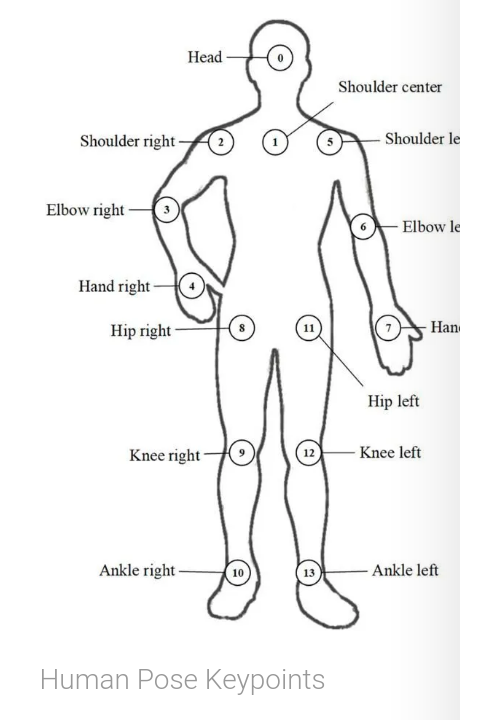 Head
0
Shoulder center
Shoulder right
2
1
5
Shoulder le
Elbow right
3
6
Elbow le
Hand right
4
Hip right
8
11
7
Han
Hip left
Knee right
9
12
Knee left
Ankle right
10
13
Ankle left
Human Pose Keypoints